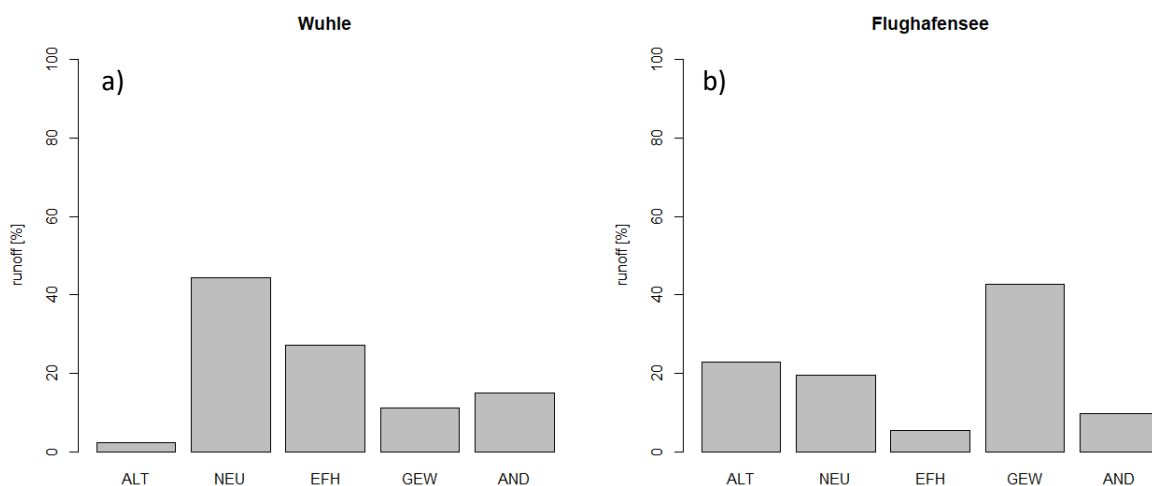 Wuhle
a)
runoff [%]
100
80
60
40
20
0
ALT NEU EFH GEW AND
Flughafensee
b)
runoff [%]
100
80
60
40
20
0
ALT NEU EFH GEW AND